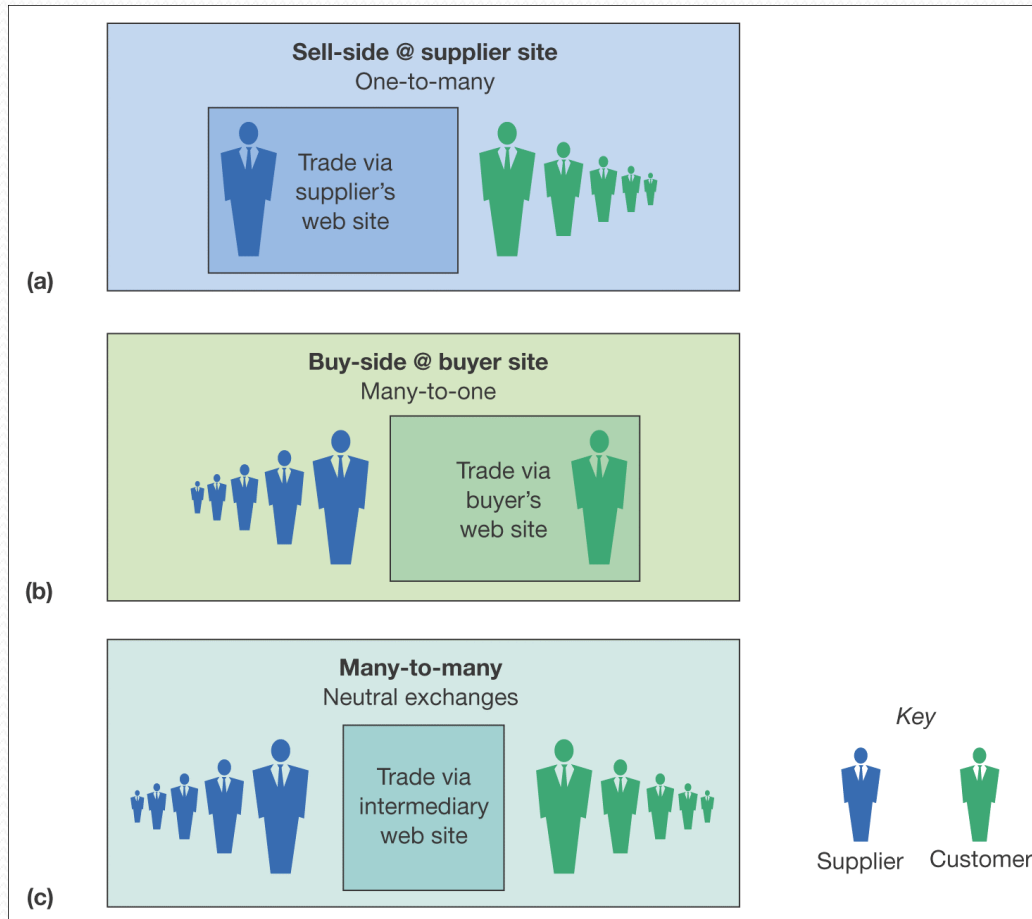 Sell-side @ supplier site
One-to-many
Trade via
supplier’s
web site
(a)
Buy-side @ buyer site
Many-to-one
Trade via
buyer’s
web site
(b)
Many-to-many
Neutral exchanges
Trade via
intermediary
web site
(c)
Key
Supplier
Customer